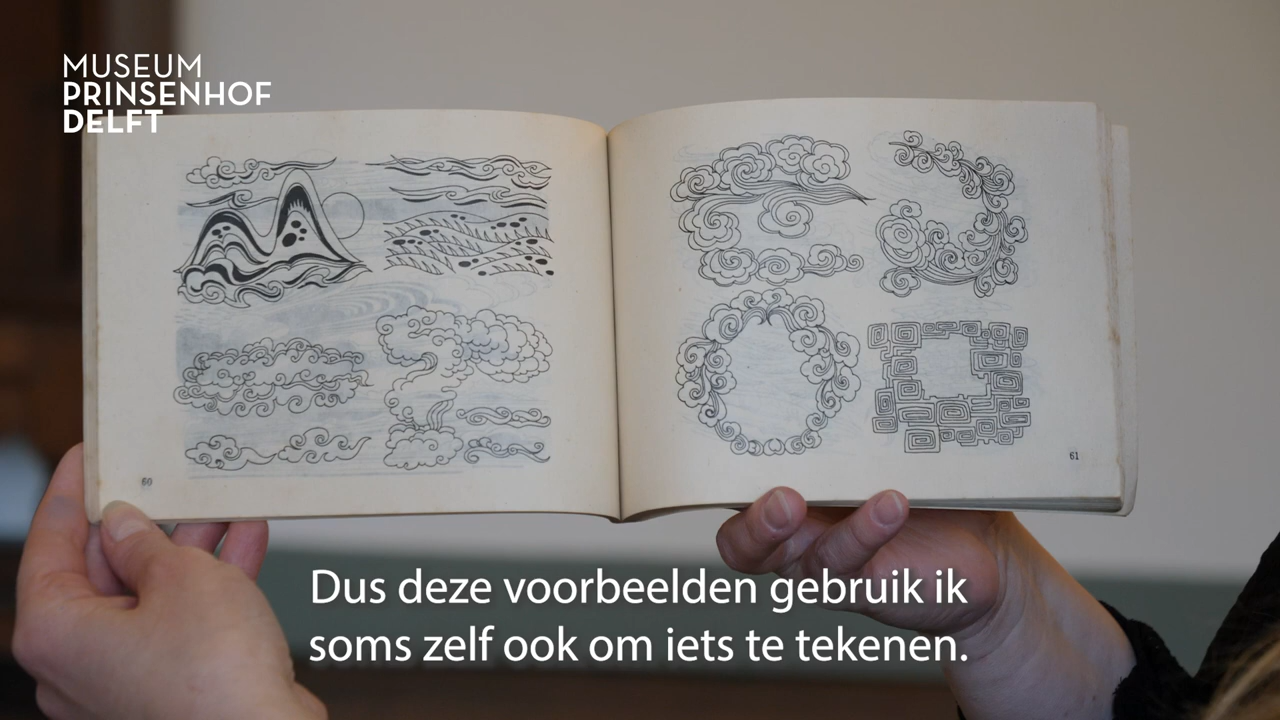 MUSEUM
PRINSENHOF
DELFT
60
61
Dus deze voorbeelden gebruik ik
soms zelf ook om iets te tekenen.